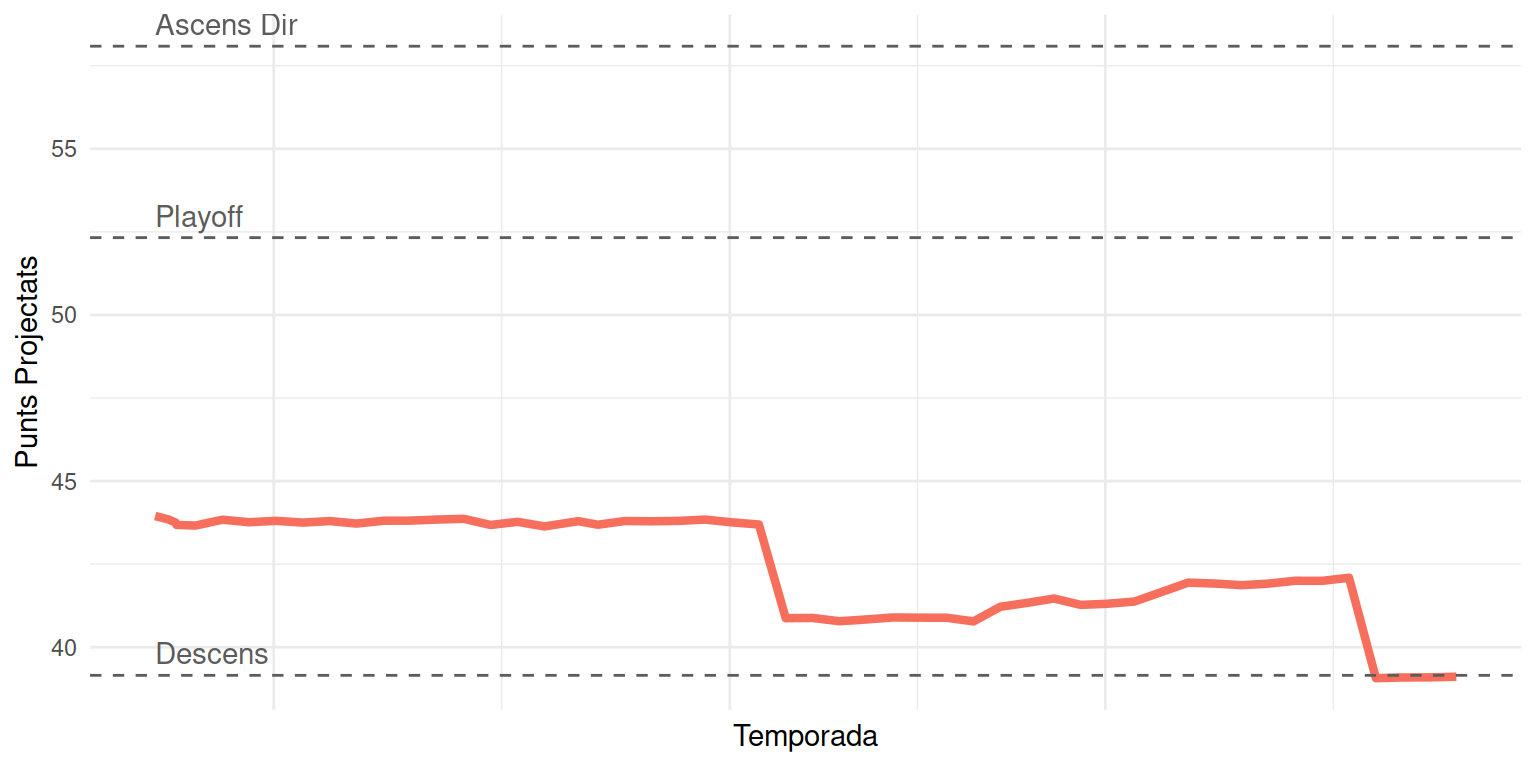 Ascens Dir
55
Playoff
50
Punts Projectats
45
40
Descens
Temporada